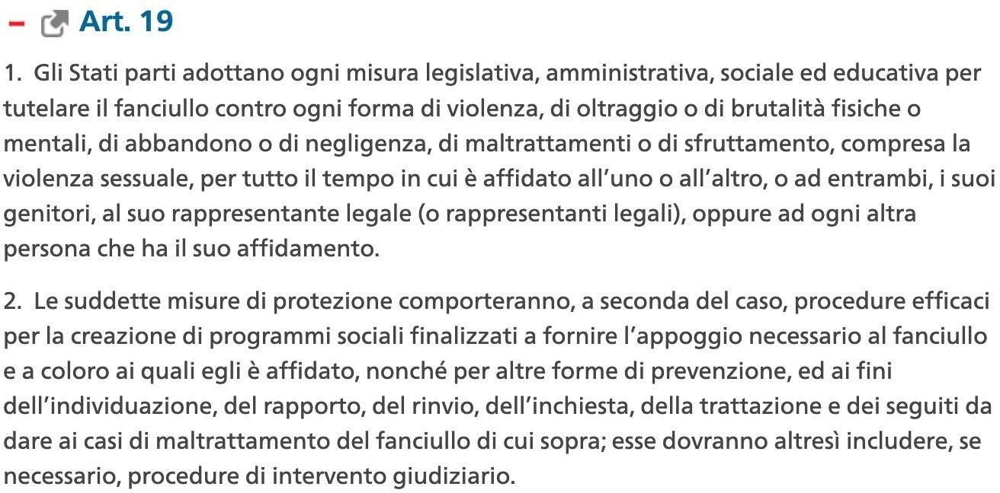 – Art. 19
1. Gli Stati parti adottano ogni misura legislativa, amministrativa, sociale ed educativa per
tutelare il fanciullo contro ogni forma di violenza, di oltraggio o di brutalità fisiche o
mentali, di abbandono o di negligenza, di maltrattamenti o di sfruttamento, compresa la
violenza sessuale, per tutto il tempo in cui è affidato all’uno o all’altro, o ad entrambi, i suoi
genitori, al suo rappresentante legale (o rappresentanti legali), oppure ad ogni altra
persona che ha il suo affidamento.
2. Le suddette misure di protezione comporteranno, a seconda del caso, procedure efficaci
per la creazione di programmi sociali finalizzati a fornire l’appoggio necessario al fanciullo
e a coloro ai quali egli è affidato, nonché per altre forme di prevenzione, ed ai fini
dell’individuazione, del rapporto, del rinvio, dell’inchiesta, della trattazione e dei seguiti da
dare ai casi di maltrattamento del fanciullo di cui sopra; esse dovranno altresì includere, se
necessario, procedure di intervento giudiziario.